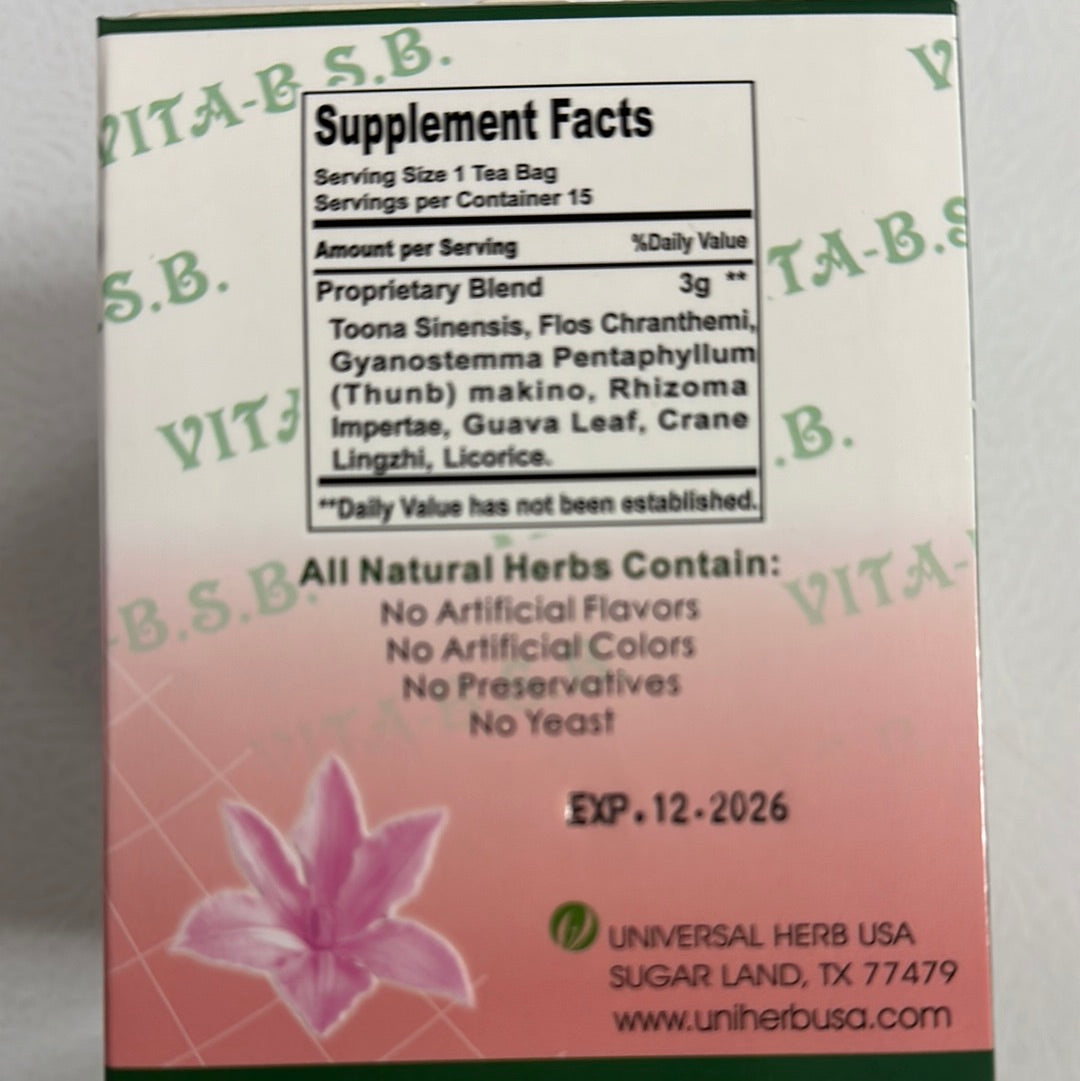 VITA-B.S.B.
V
Supplement Facts
Serving Size 1 Tea Bag
Servings per Container 15
Amount per Serving %Daily Value
S.B.
TA-B.S
Proprietary Blend 3g **
Toona Sinensis, Flos Chranthemi,
Gyanostemma Pentaphyllum
(Thunb) makino, Rhizoma
Impertae, Guava Leaf, Crane
Lingzhi, Licorice.
VITA
.B.
**Daily Value has not been established.
All Natural Herbs Contain:
-B.S.B.
VITA-
No Artificial Flavors
No Artificial Colors
No Preservatives
No Yeast
EXP.12.2026
UNIVERSAL HERB USA
SUGAR LAND, TX 77479
www.uniherbusa.com